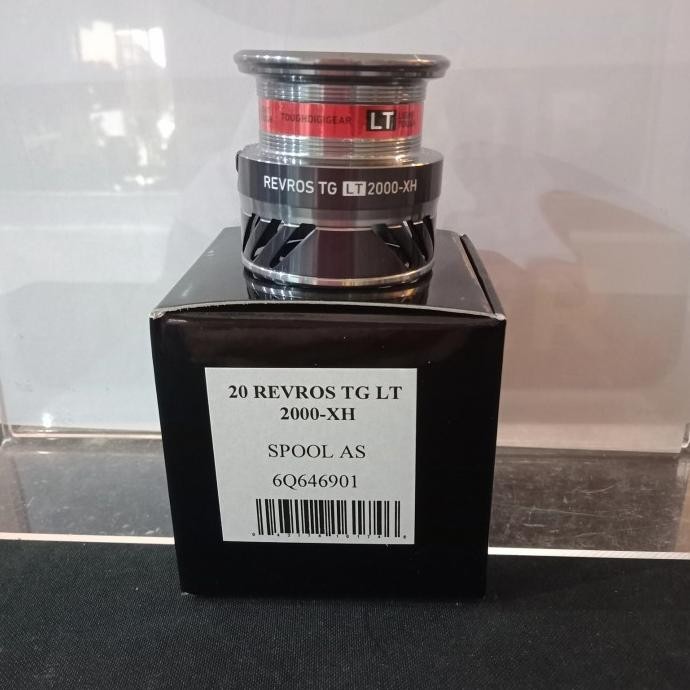 TOUGHDIGIGEAR LT
REVROS TG LT 2000-XH
20 REVROS TG LT
2000-XH
SPOOL AS
6Q646901